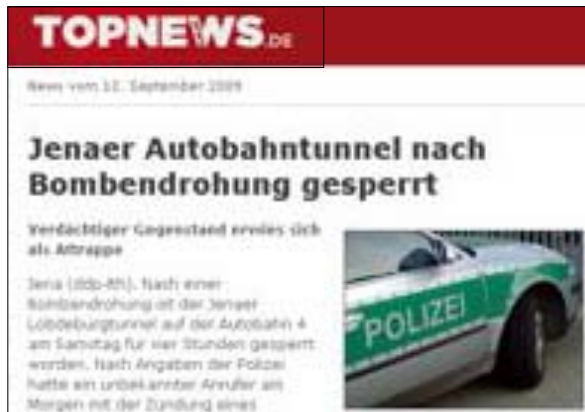 TOPNEWS.DE
News vom 12. September 2009
Jenaer Autobahntunnel nach
Bombendrohung gesperrt
Verdächtiger Gegenstand erwies sich
als Attrappe
Jena (ddp-lth). Nach einer
Bombendrohung ist der Jenaer
Lobdeburgtunnel auf der Autobahn 4
am Samstag für vier Stunden gesperrt
worden. Nach Angaben der Polizei
hatte ein unbekannter Anrufer am
Morgen mit der Zündung eines
POLIZEI